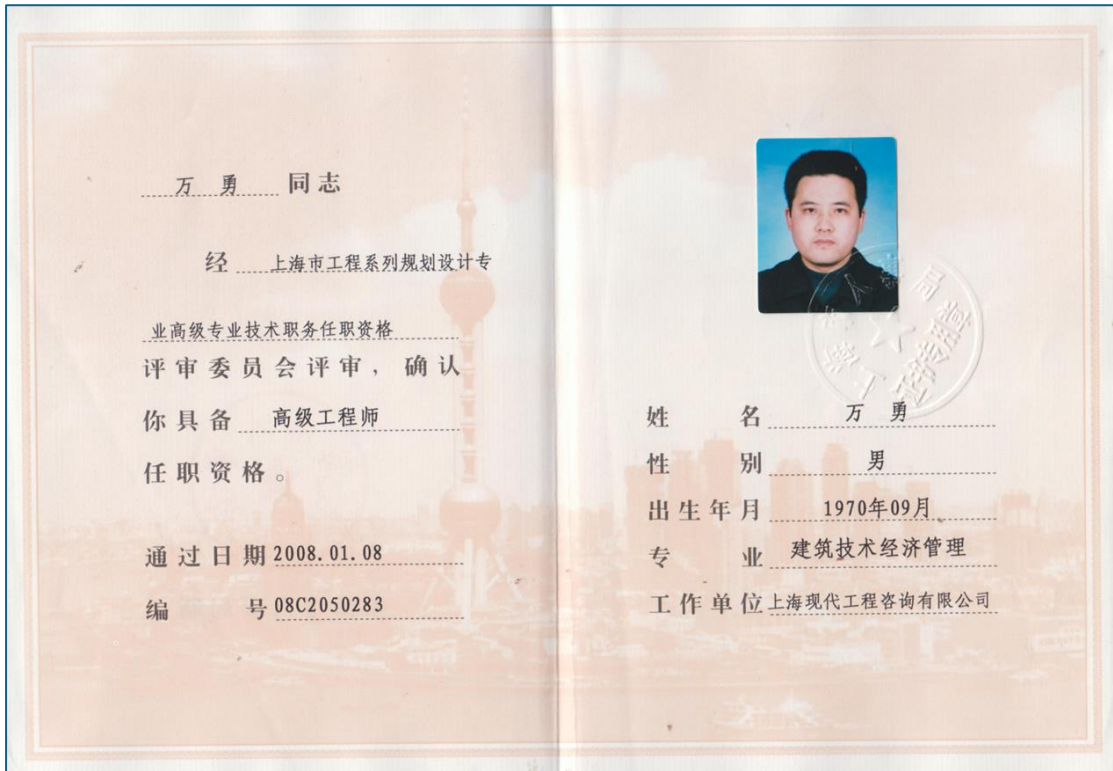 万 勇 同志
经 上海市工程系列规划设计专
业高级专业技术职务任职资格
评审委员会评审，确认
你具备 高级工程师
任职资格。
通过日期 2008.01.08
编 号 08C2050283
姓 名 万 勇
性 别 男
出生年月 1970年09月
专 业 建筑技术经济管理
工作单位 上海现代工程咨询有限公司